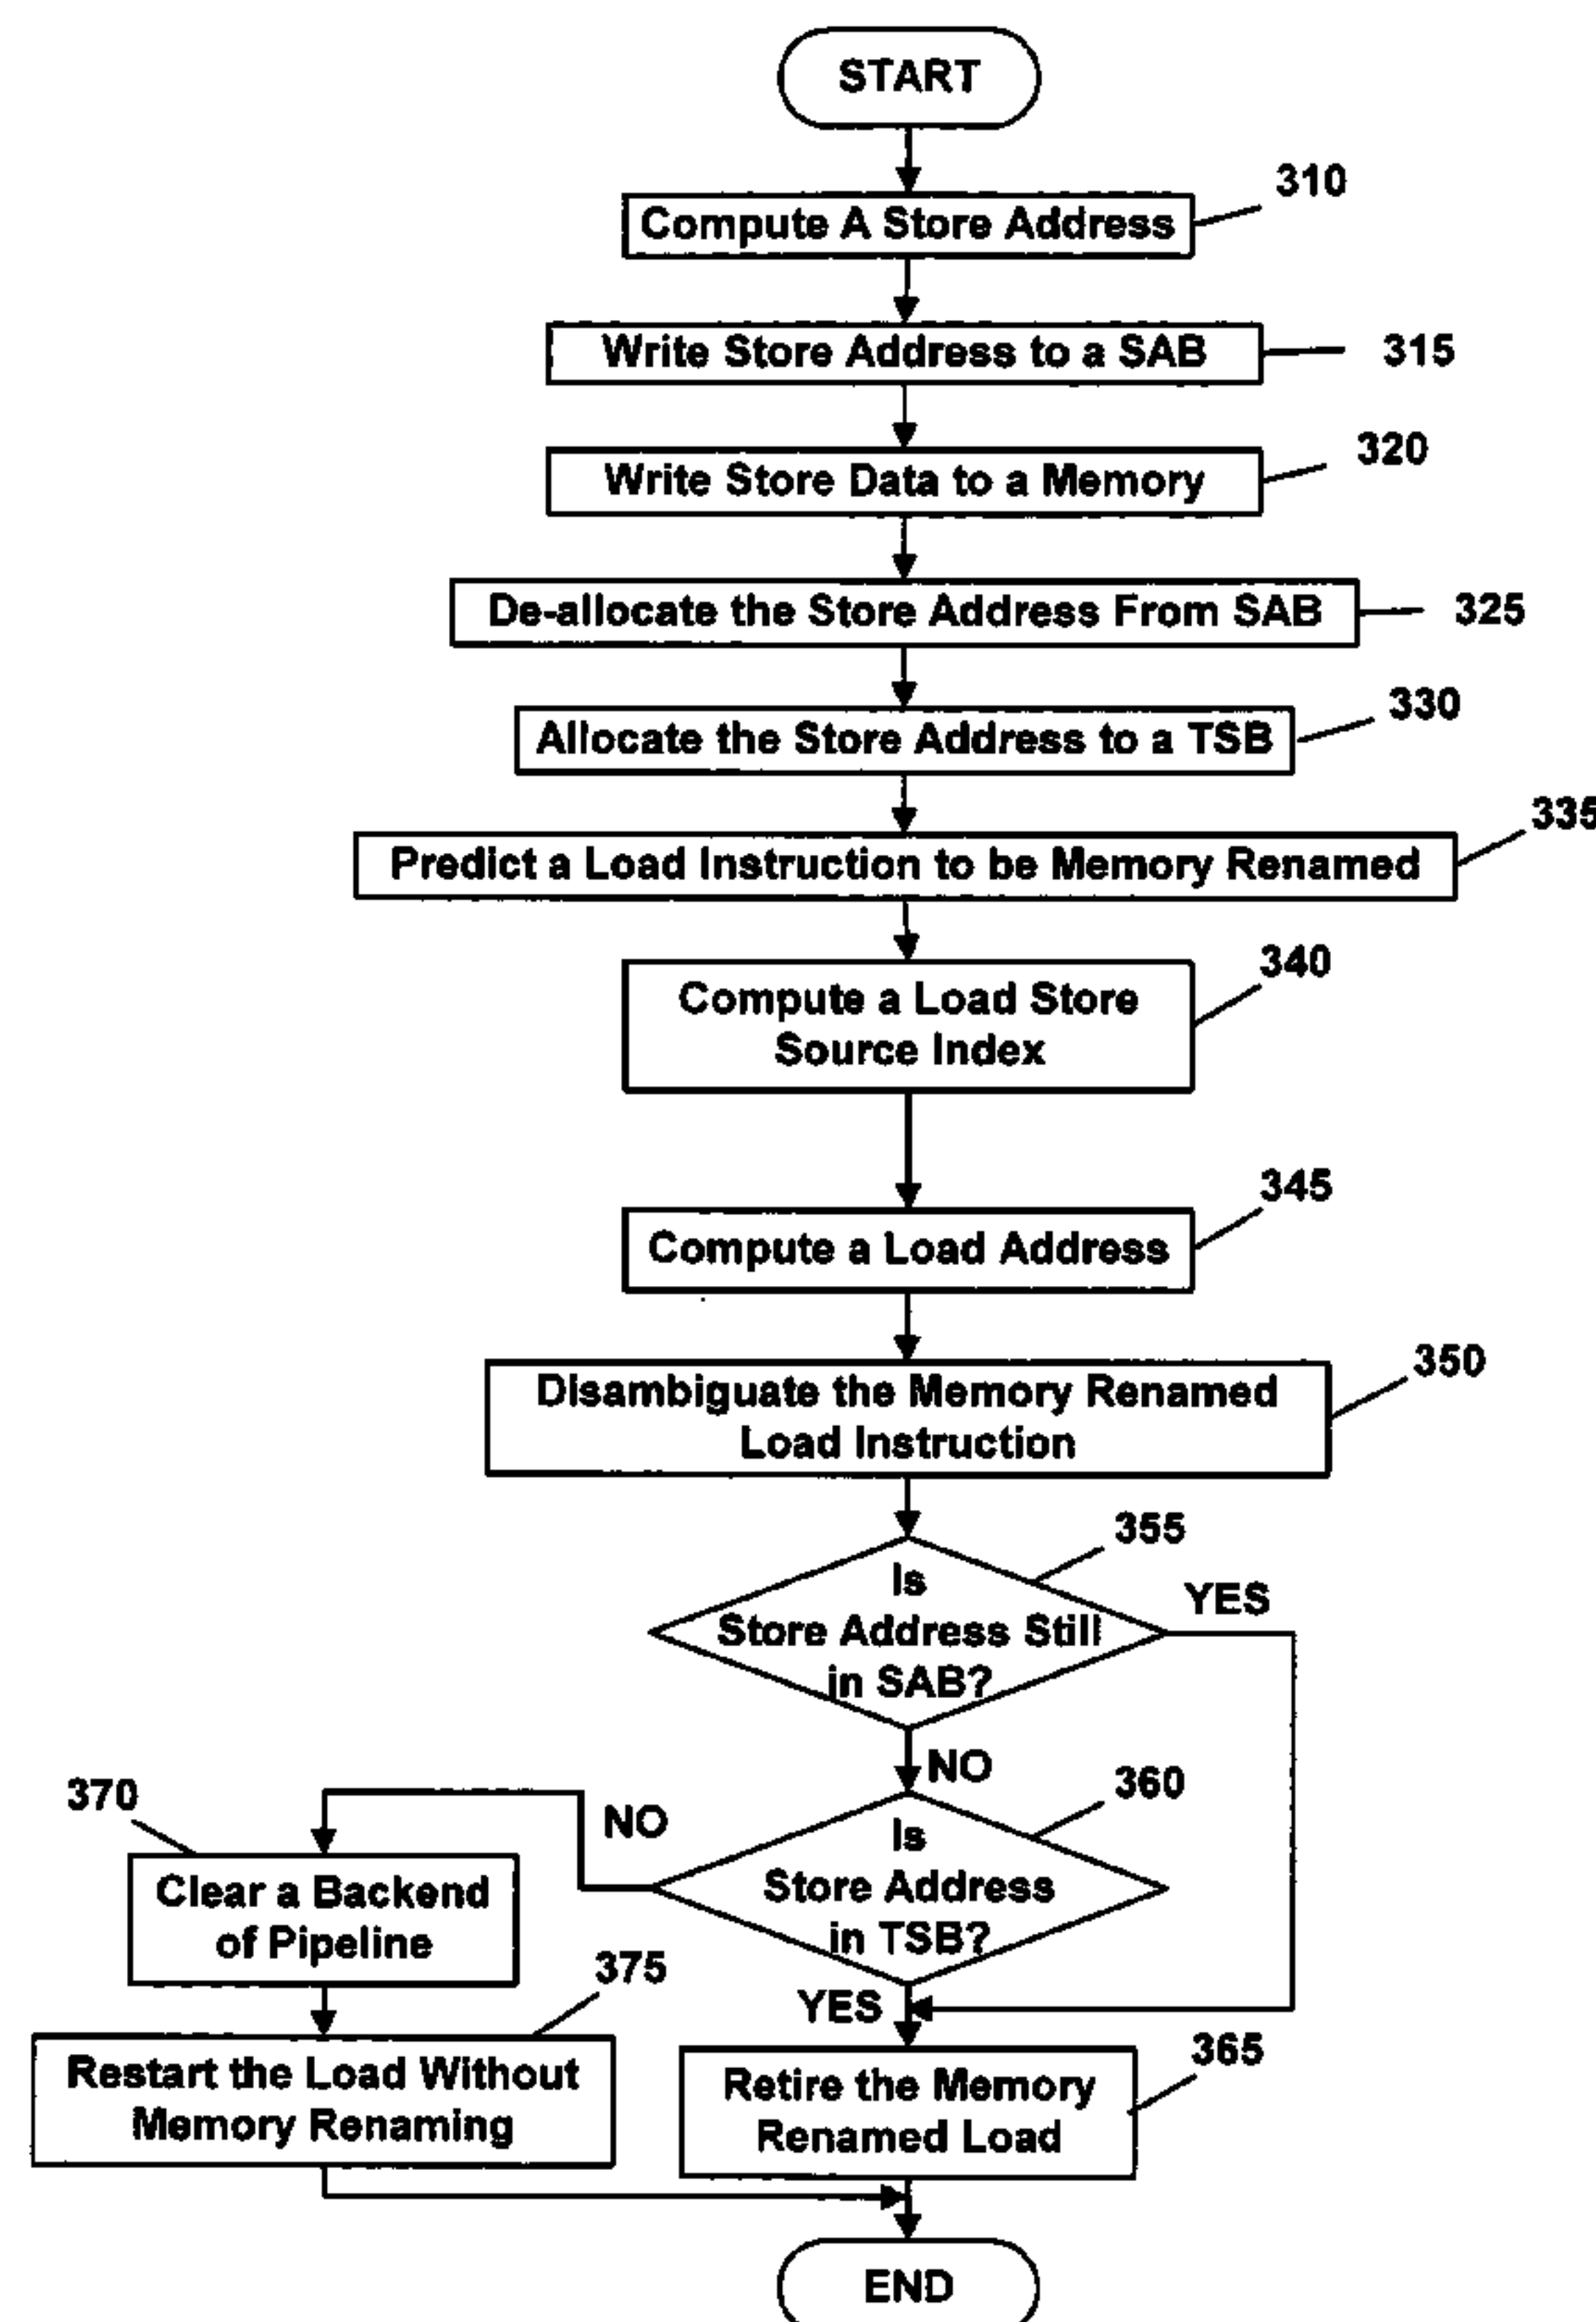 START
310
Compute A Store Address
Write Store Address to a SAB
315
320
Write Store Data to a Memory
De-allocate the Store Address From SAB
325
330
Allocate the Store Address to a TSB
335
Predict a Load Instruction to be Memory Renamed
340
Compute a Load Store
Source Index
345
Compute a Load Address
350
Disambiguate the Memory Renamed
Load Instruction
355
Is
Store Address Still
in SAB?
YES
NO
360
370
NO
Is
Store Address
in TSB?
Clear a Backend
of Pipeline
375
YES
365
Restart the Load Without
Memory Renaming
Retire the Memory
Renamed Load
END